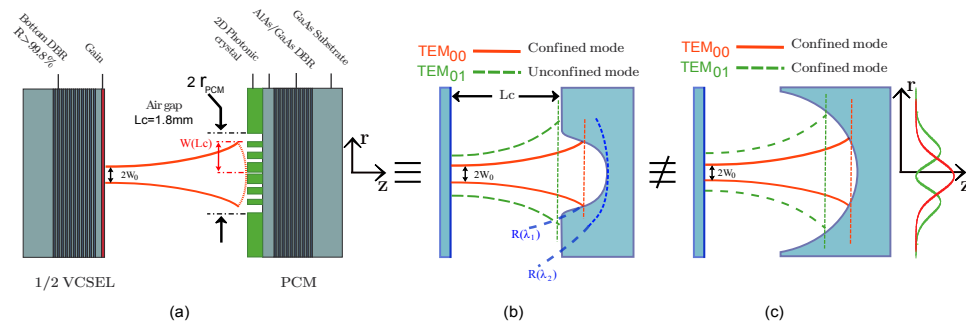 Bottom DBR
R>99,8%
Gain
2D Photonic
crystal
AlAs/GaAs DBR
GaAs Substrate
2 r PCM
Air gap
Lc=1.8mm
W(Lc)
2W0
r
z
1/2 VCSEL
PCM
(a)
TEM00
Confined mode
TEM01
Unconfined mode
Lc
2W0
R(λ1)
R(λ2)
(b)
TEM00
Confined mode
TEM01
Confined mode
r
2W0
z
(c)